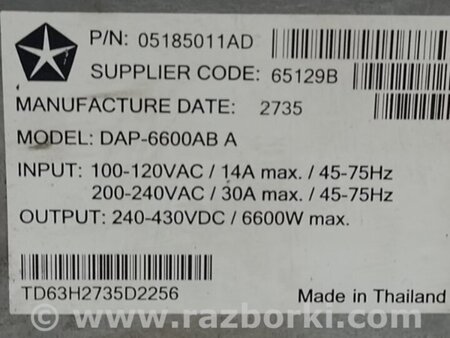 P/N: 05185011AD
SUPPLIER CODE: 65129B
MANUFACTURE DATE: 2735
MODEL: DAP-6600AB A
INPUT: 100-120VAC / 14A max. / 45-75Hz
200-240VAC / 30A max. / 45-75Hz
OUTPUT: 240-430VDC / 6600W max.
TD63H2735D2256
Made in Thailand
www.razborki.com